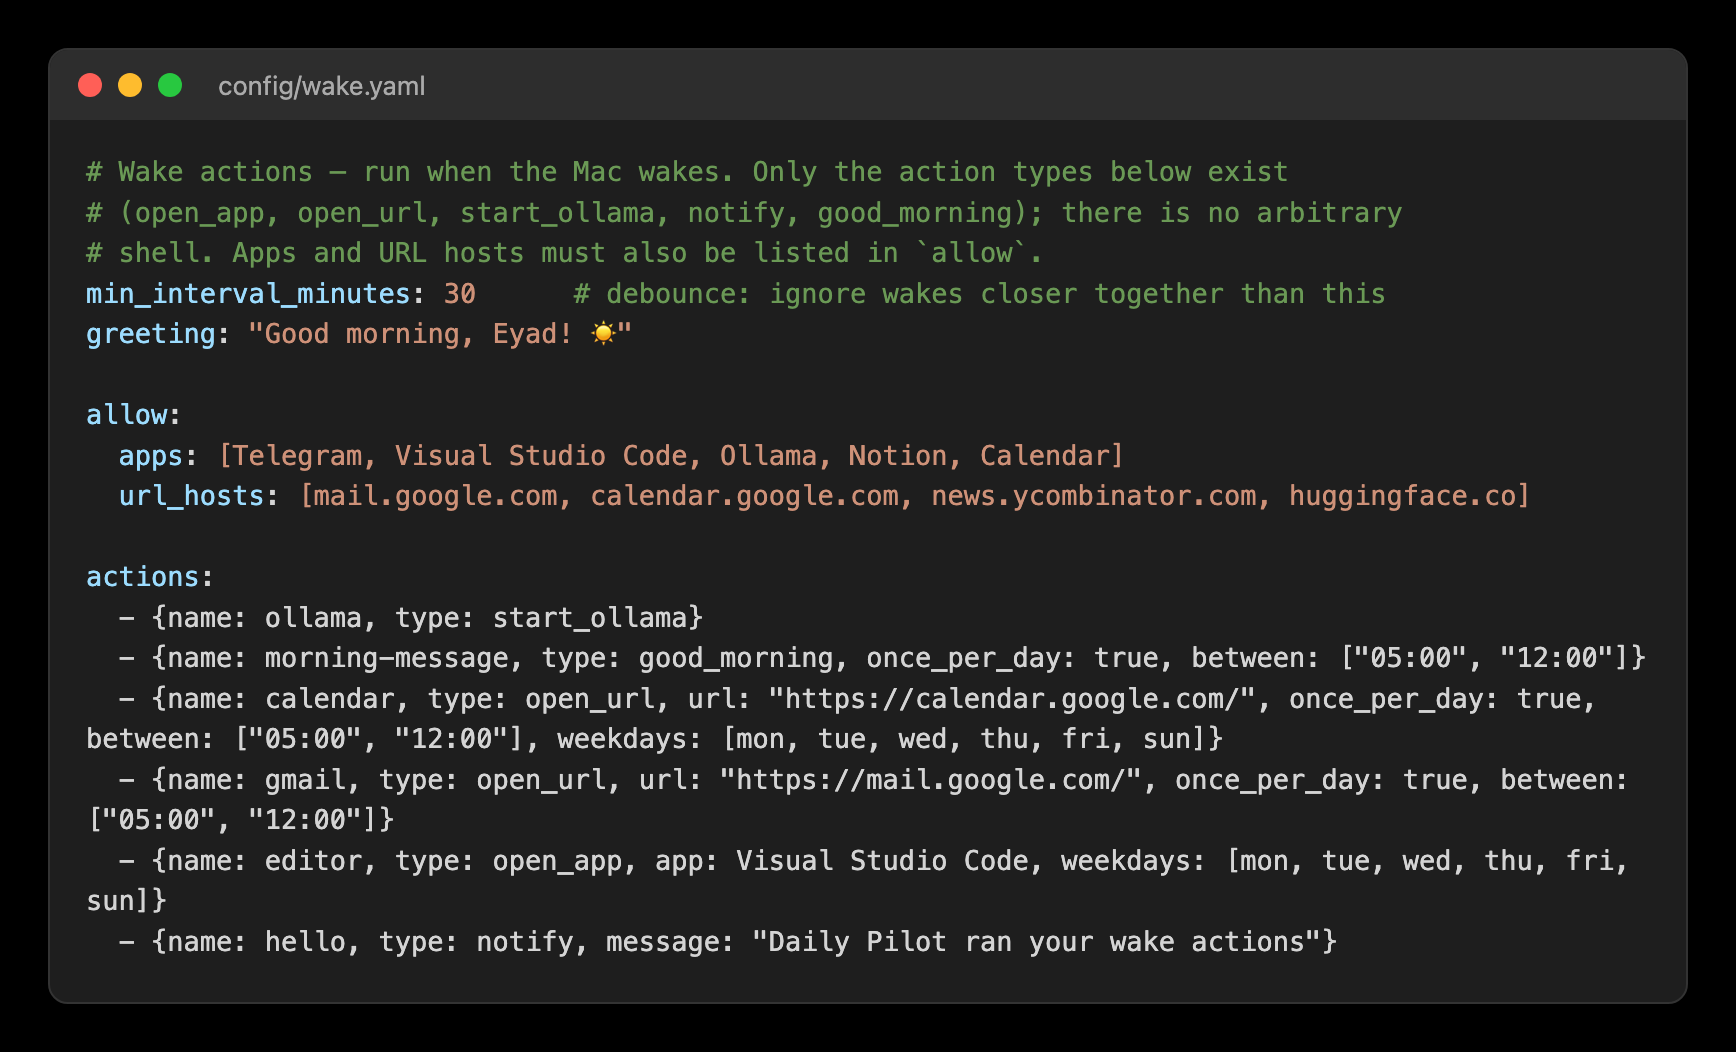 config/wake.yaml
# Wake actions — run when the Mac wakes. Only the action types below exist
# (open_app, open_url, start_ollama, notify, good_morning); there is no arbitrary
# shell. Apps and URL hosts must also be listed in `allow`.
min_interval_minutes: 30      # debounce: ignore wakes closer together than this
greeting: "Good morning, Eyad! ☀️"
allow:
  apps: [Telegram, Visual Studio Code, Ollama, Notion, Calendar]
  url_hosts: [mail.google.com, calendar.google.com, news.ycombinator.com, huggingface.co]
actions:
  - {name: ollama, type: start_ollama}
  - {name: morning-message, type: good_morning, once_per_day: true, between: ["05:00", "12:00"]}
  - {name: calendar, type: open_url, url: "https://calendar.google.com/", once_per_day: true,
between: ["05:00", "12:00"], weekdays: [mon, tue, wed, thu, fri, sun]}
  - {name: gmail, type: open_url, url: "https://mail.google.com/", once_per_day: true, between:
["05:00", "12:00"]}
  - {name: editor, type: open_app, app: Visual Studio Code, weekdays: [mon, tue, wed, thu, fri,
sun]}
  - {name: hello, type: notify, message: "Daily Pilot ran your wake actions"}